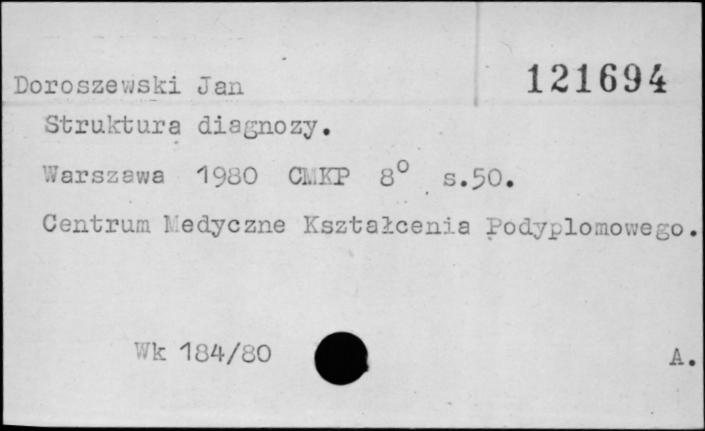 121694
Doroszewski Jan
Struktura diagnozy.
Warszawa 1980 CMKP 8° s.50.
Centrum Medyczne Kształcenia Podyplomowego.
Wk 184/80 A.